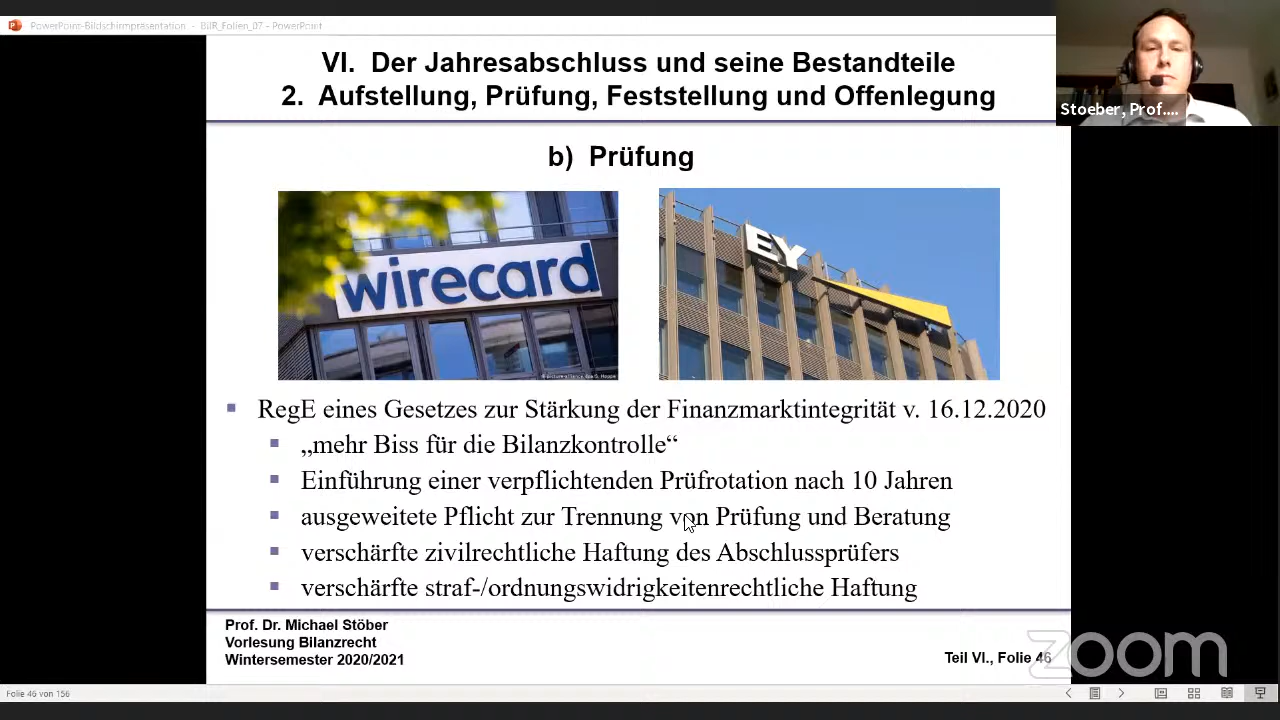 PowerPoint-Bildschirmpräsentation - BilR_Folien_07 - PowerPoint
VI. Der Jahresabschluss und seine Bestandteile
2. Aufstellung, Prüfung, Feststellung und Offenlegung
Stoeber, Prof....
b) Prüfung
wirecard
EY
RegE eines Gesetzes zur Stärkung der Finanzmarktintegrität v. 16.12.2020
„mehr Biss für die Bilanzkontrolle“
Einführung einer verpflichtenden Prüfrotation nach 10 Jahren
ausgeweitete Pflicht zur Trennung von Prüfung und Beratung
verschärfte zivilrechtliche Haftung des Abschlussprüfers
verschärfte straf-/ordnungswidrigkeitenrechtliche Haftung
Prof. Dr. Michael Stöber
Vorlesung Bilanzrecht
Wintersemester 2020/2021
Teil VI., Folie 46
zoom
Folie 46 von 156